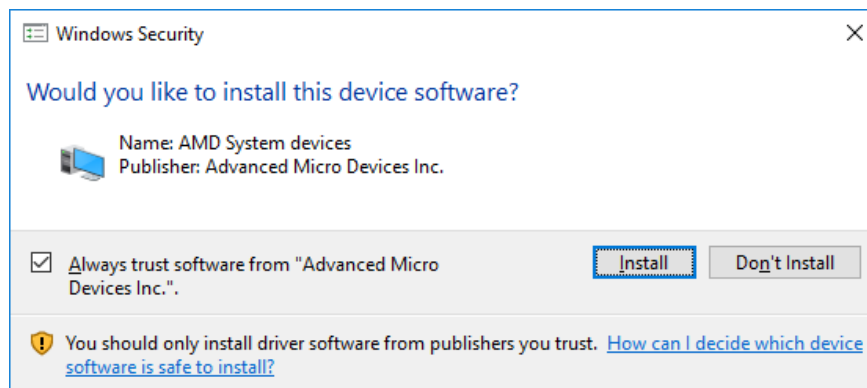 Windows Security
Would you like to install this device software?
Name: AMD System devices
Publisher: Advanced Micro Devices Inc.
Always trust software from "Advanced Micro
Devices Inc.".
Install
Don't Install
You should only install driver software from publishers you trust. How can I decide which device
software is safe to install?